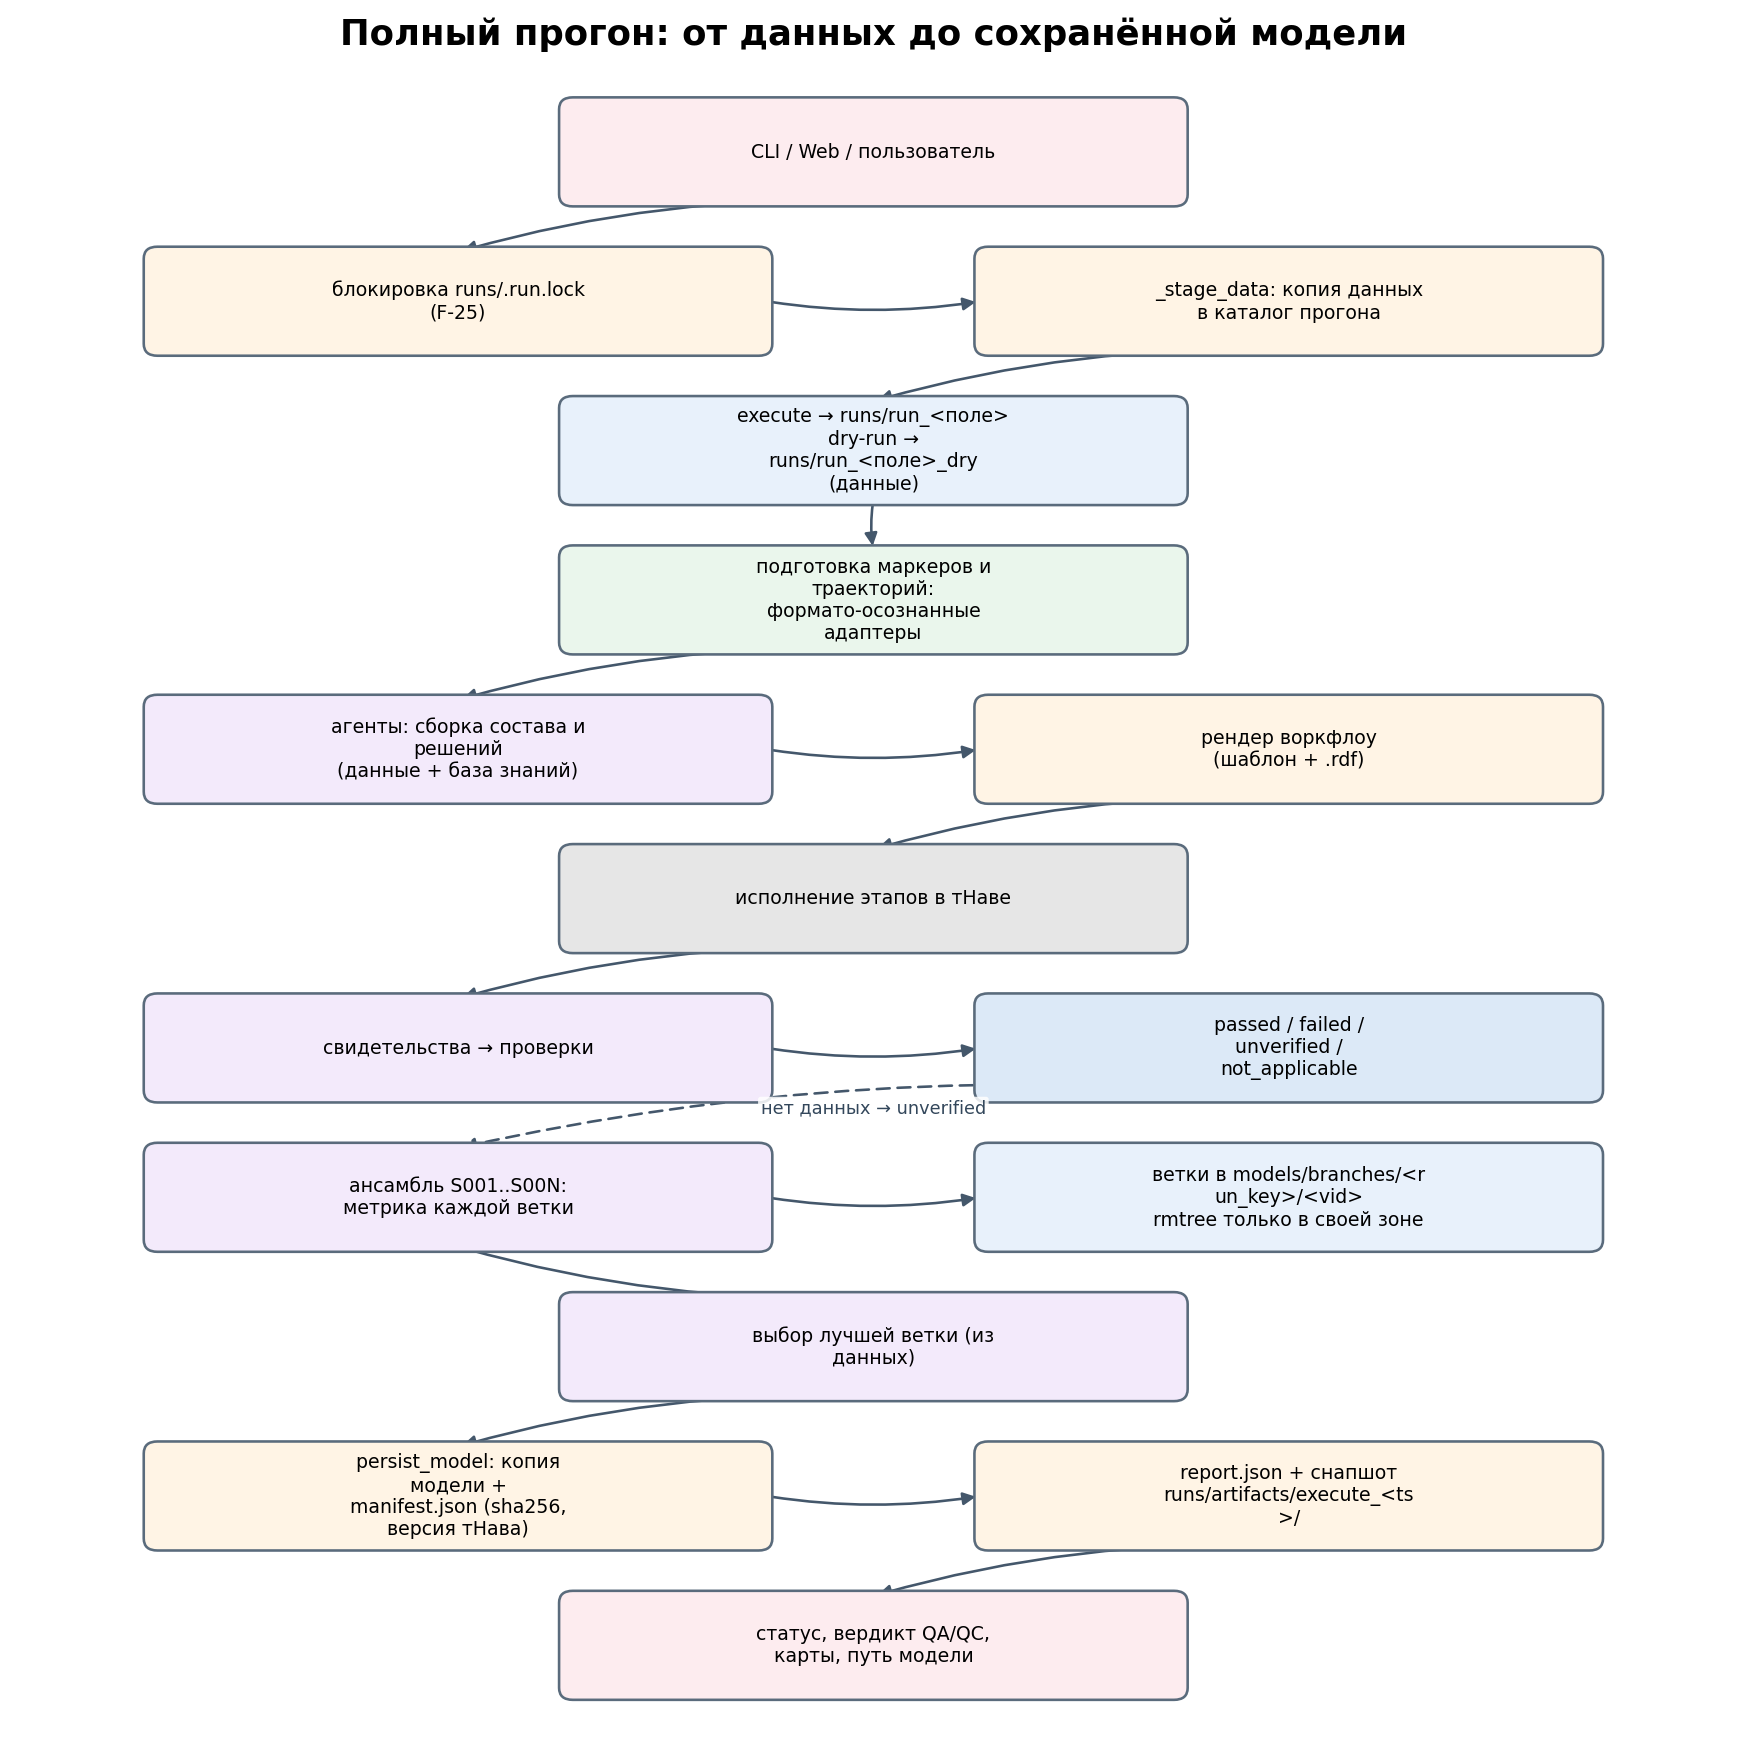 Полный прогон: от данных до сохранённой модели
CLI / Web / пользователь
блокировка runs/.run.lock
(F-25)
_stage_data: копия данных
в каталог прогона
execute → runs/run_<поле>
dry-run →
runs/run_<поле>_dry
(данные)
подготовка маркеров и
траекторий:
формато-осознанные
адаптеры
агенты: сборка состава и
решений
(данные + база знаний)
рендер воркфлоу
(шаблон + .rdf)
исполнение этапов в тНаве
свидетельства → проверки
passed / failed /
unverified /
not_applicable
нет данных → unverified
ансамбль S001..S00N:
метрика каждой ветки
ветки в models/branches/<r
un_key>/<vid>
rmtree только в своей зоне
выбор лучшей ветки (из
данных)
persist_model: копия
модели +
manifest.json (sha256,
версия тНава)
report.json + снапшот
runs/artifacts/execute_<ts
>/
статус, вердикт QA/QC,
карты, путь модели